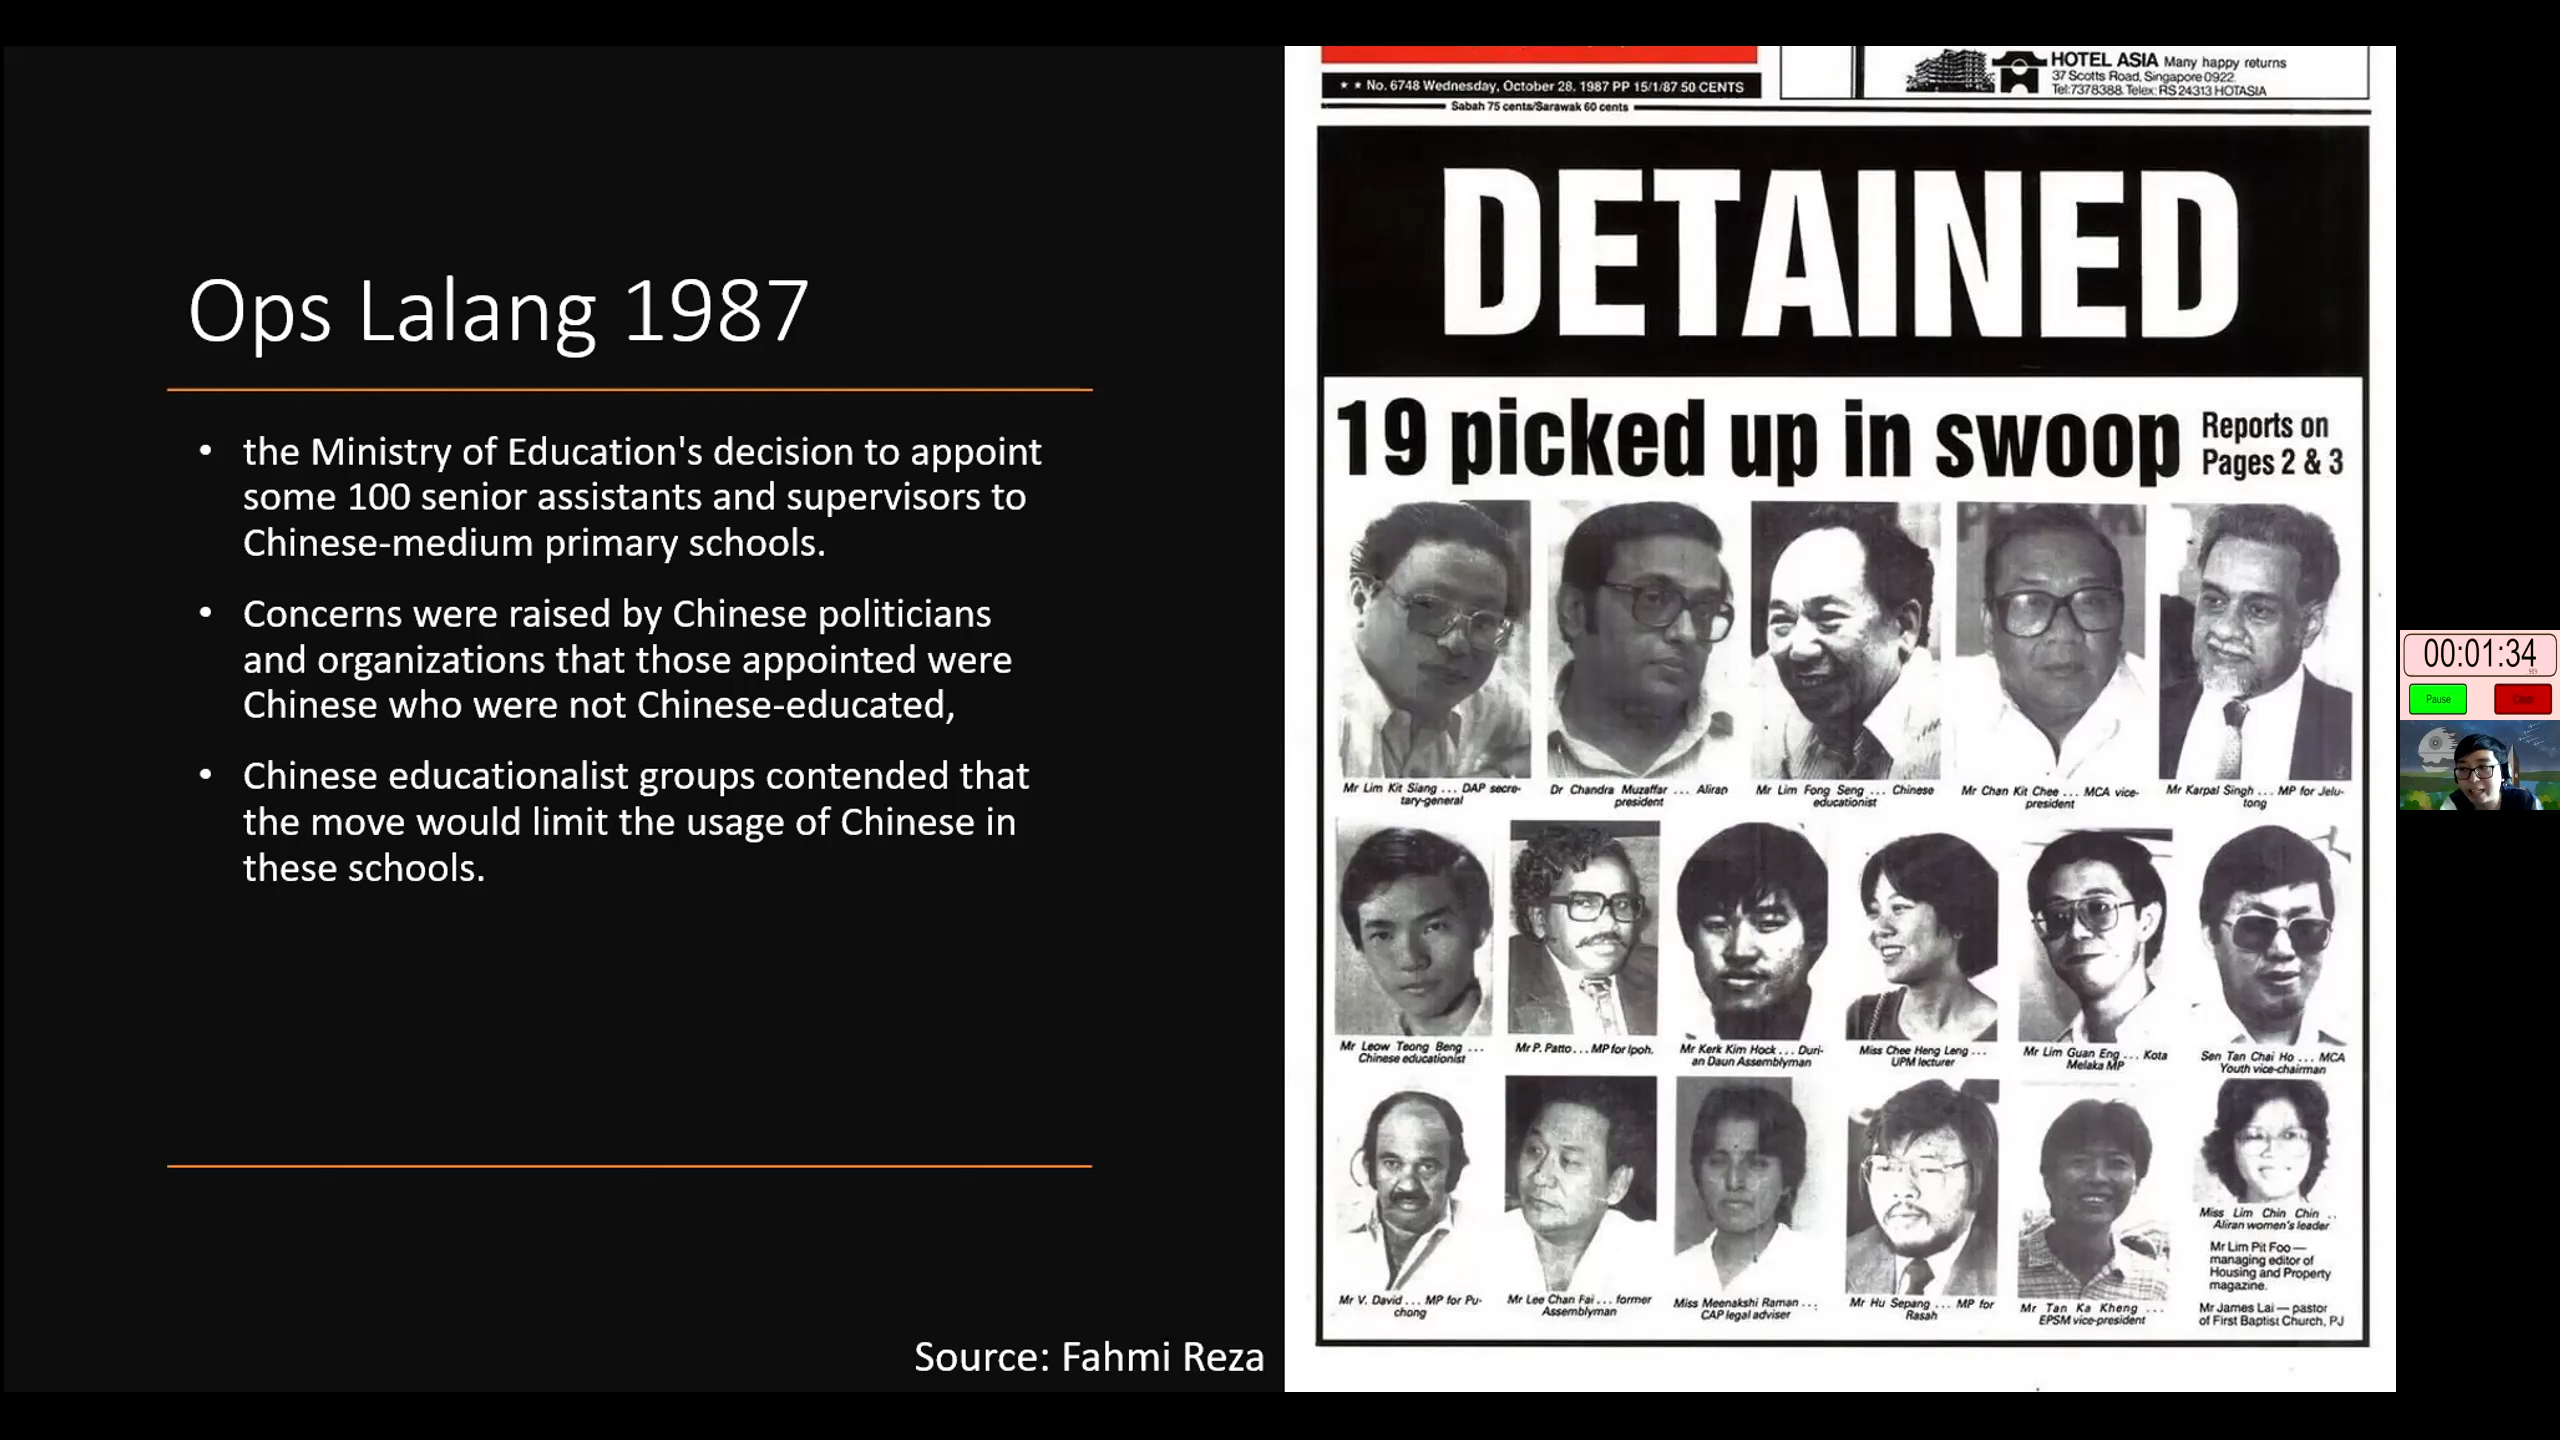 Ops Lalang 1987
• the Ministry of Education's decision to appoint
some 100 senior assistants and supervisors to
Chinese-medium primary schools.
• Concerns were raised by Chinese politicians
and organizations that those appointed were
Chinese who were not Chinese-educated,
• Chinese educationalist groups contended that
the move would limit the usage of Chinese in
these schools.
Source: Fahmi Reza
HOTEL ASIA Many happy returns
37 Scotts Road, Singapore 0922.
Tel: 7378388. Telex: RS 24313 HOTASIA
★ ★ No. 6748 Wednesday, October 28, 1987 PP 15/1/87 50 CENTS
Sabah 75 cents/Sarawak 60 cents
DETAINED
19 picked up in swoop
Reports on
Pages 2 & 3
Mr Lim Kit Siang ... DAP secre-
tary-general
Dr Chandra Muzaffar ... Aliran
president
Mr Lim Fong Seng ... Chinese
educationist
Mr Chan Kit Chee ... MCA vice-
president
Mr Karpal Singh ... MP for Jelu-
tong
Mr Leow Teong Beng ...
Chinese educationist
Mr P. Patto ... MP for Ipoh.
Mr Kerk Kim Hock ... Duri-
an Daun Assemblyman
Miss Chee Heng Leng ...
UPM lecturer
Mr Lim Guan Eng ... Kota
Melaka MP
Sen Tan Chai Ho ... MCA
Youth vice-chairman
Mr V. David ... MP for Pu-
chong
Mr Lee Chan Fai ... former
Assemblyman
Miss Meenakshi Raman ...
CAP legal adviser
Mr Hu Sepang ... MP for
Rasah
Mr Tan Ka Kheng ...
EPSM vice-president
Miss Lim Chin Chin ..
Aliran women's leader
Mr Lim Pit Foo —
managing editor of
Housing and Property
magazine.
Mr James Lai — pastor
of First Baptist Church, PJ
00:01:34
Pause
Clear